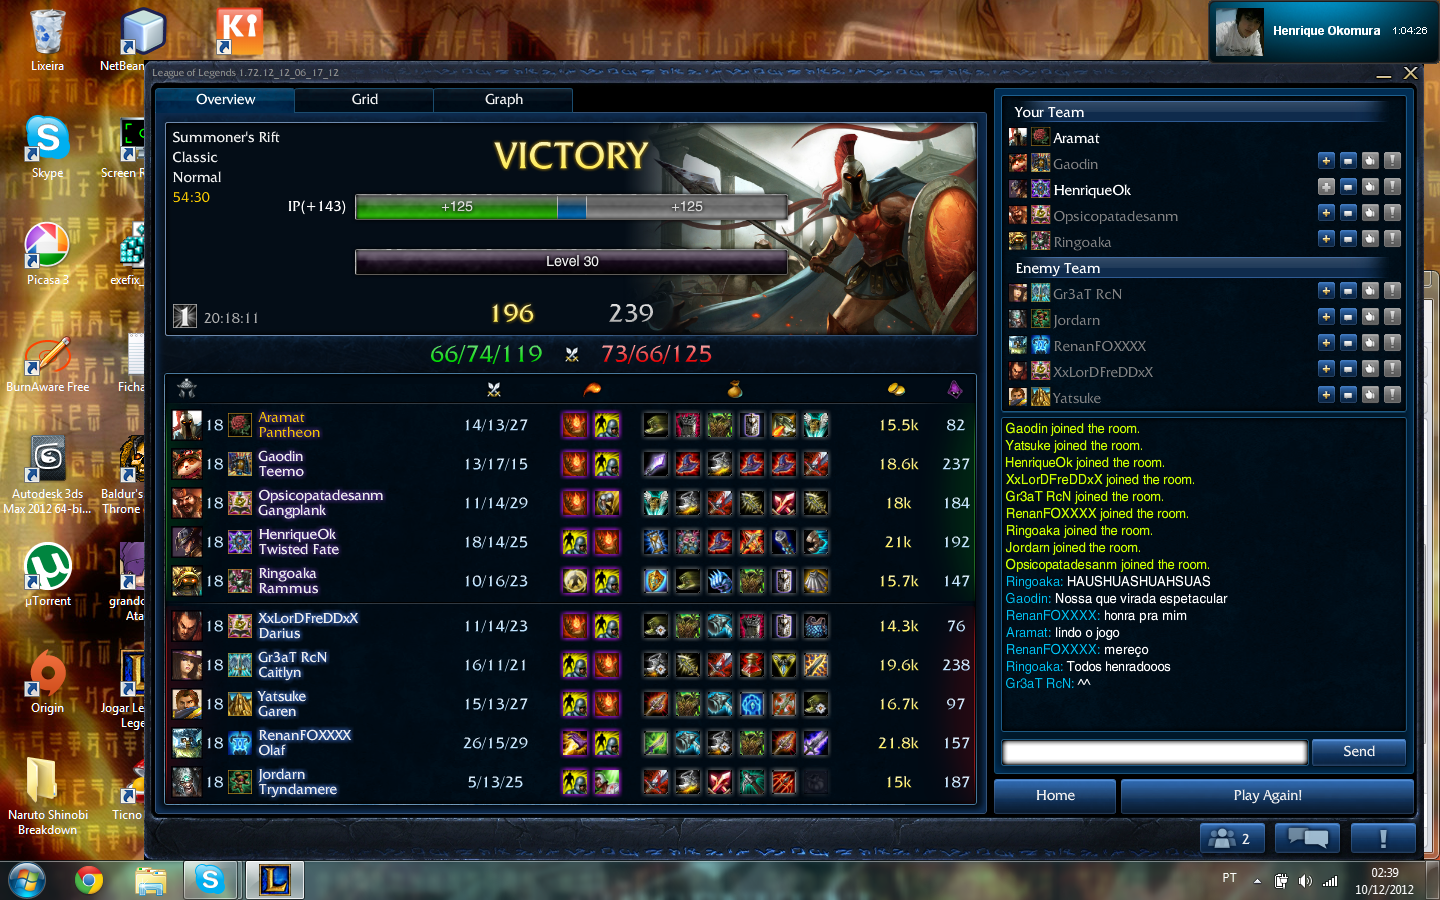 Lixeira
NetBean
Henrique Okomura 1:04:26
League of Legends 1.72.12_12_06_17_12
Overview
Grid
Graph
Summoner's Rift
Classic
Normal
54:30
VICTORY
IP(+143)
+125
+125
Level 30
20:18:11
196
239
66/74/119
73/66/125
18 Aramat
Pantheon
14/13/27 15.5k 82
18 Gaodin
Teemo
13/17/15 18.6k 237
18 Opsicopatadesanm
Gangplank
11/14/29 18k 184
18 HenriqueOk
Twisted Fate
18/14/25 21k 192
18 Ringoaka
Rammus
10/16/23 15.7k 147
18 XxLorDFreDDxX
Darius
11/14/23 14.3k 76
18 Gr3aT RcN
Caitlyn
16/11/21 19.6k 238
18 Yatsuke
Garen
15/13/27 16.7k 97
18 RenanFOXXXX
Olaf
26/15/29 21.8k 157
18 Jordarn
Tryndamere
5/13/25 15k 187
Your Team
Aramat
Gaodin
HenriqueOk
Opsicopatadesanm
Ringoaka
Enemy Team
Gr3aT RcN
Jordarn
RenanFOXXXX
XxLorDFreDDxX
Yatsuke
Gaodin joined the room.
Yatsuke joined the room.
HenriqueOk joined the room.
XxLorDFreDDxX joined the room.
Gr3aT RcN joined the room.
RenanFOXXXX joined the room.
Ringoaka joined the room.
Jordarn joined the room.
Opsicopatadesanm joined the room.
Ringoaka: HAUSHUASHUAHSUAS
Gaodin: Nossa que virada espetacular
RenanFOXXXX: honra pra mim
Aramat: lindo o jogo
RenanFOXXXX: mereço
Ringoaka: Todos henradooos
Gr3aT RcN: ^^
Send
Home
Play Again!
2
Skype
Screen R
Picasa 3
exefix_
BurnAware Free
Ficha
Autodesk 3ds
Max 2012 64-bi...
Baldur's
Throne
µTorrent
grando
Ata
Origin
Jogar Le
Lege
Naruto Shinobi
Breakdown
Ticno
PT
02:39
10/12/2012